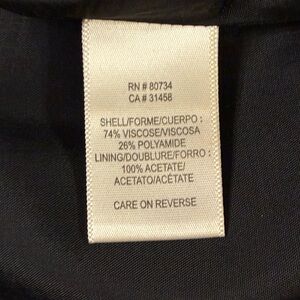 RN # 80734
CA # 31458
SHELL/FORME/CUERPO :
74% VISCOSE/VISCOSA
26% POLYAMIDE
LINING/DOUBLURE/FORRO :
100% ACETATE/
ACETATO/ACÉTATE
CARE ON REVERSE